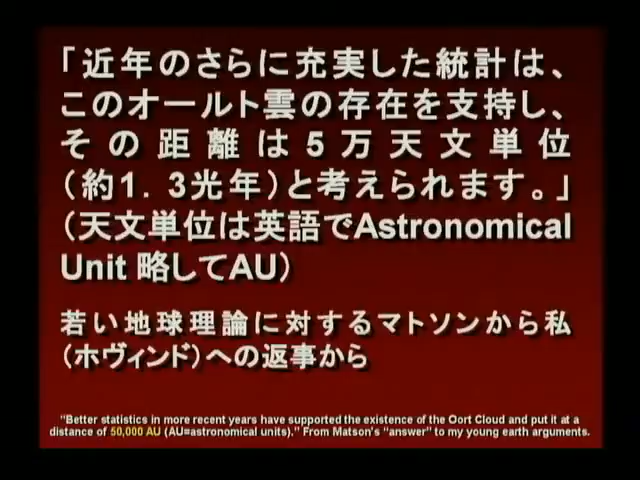 「近年のさらに充実した統計は、
このオールト雲の存在を支持し、
その距離は5万天文単位
（約1．3光年）と考えられます。」
（天文単位は英語でAstronomical
Unit 略してAU）
若い地球理論に対するマトソンから私
（ホヴィンド）への返事から
"Better statistics in more recent years have supported the existence of the Oort Cloud and put it at a
distance of 50,000 AU (AU=astronomical units)." From Matson's "answer" to my young earth arguments.